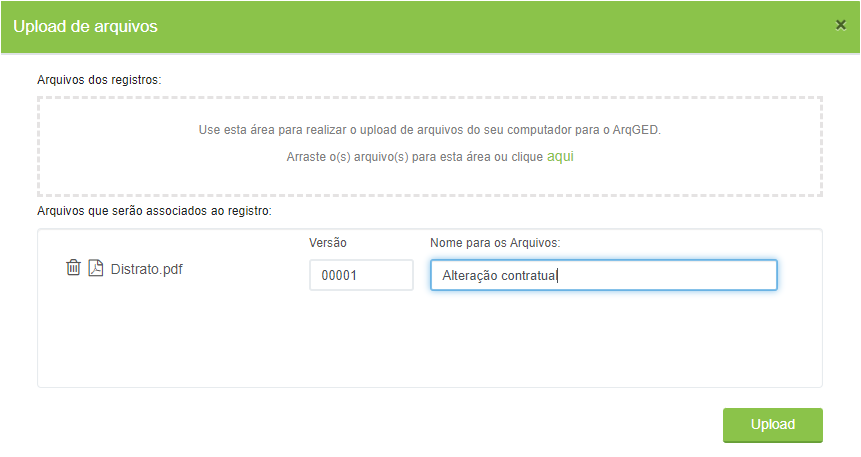 Upload de arquivos
×
Arquivos dos registros:
Use esta área para realizar o upload de arquivos do seu computador para o ArqGED.
Arraste o(s) arquivo(s) para esta área ou clique aqui
Arquivos que serão associados ao registro:
Versão Nome para os Arquivos:
Distrato.pdf 00001 Alteração contratual
Upload